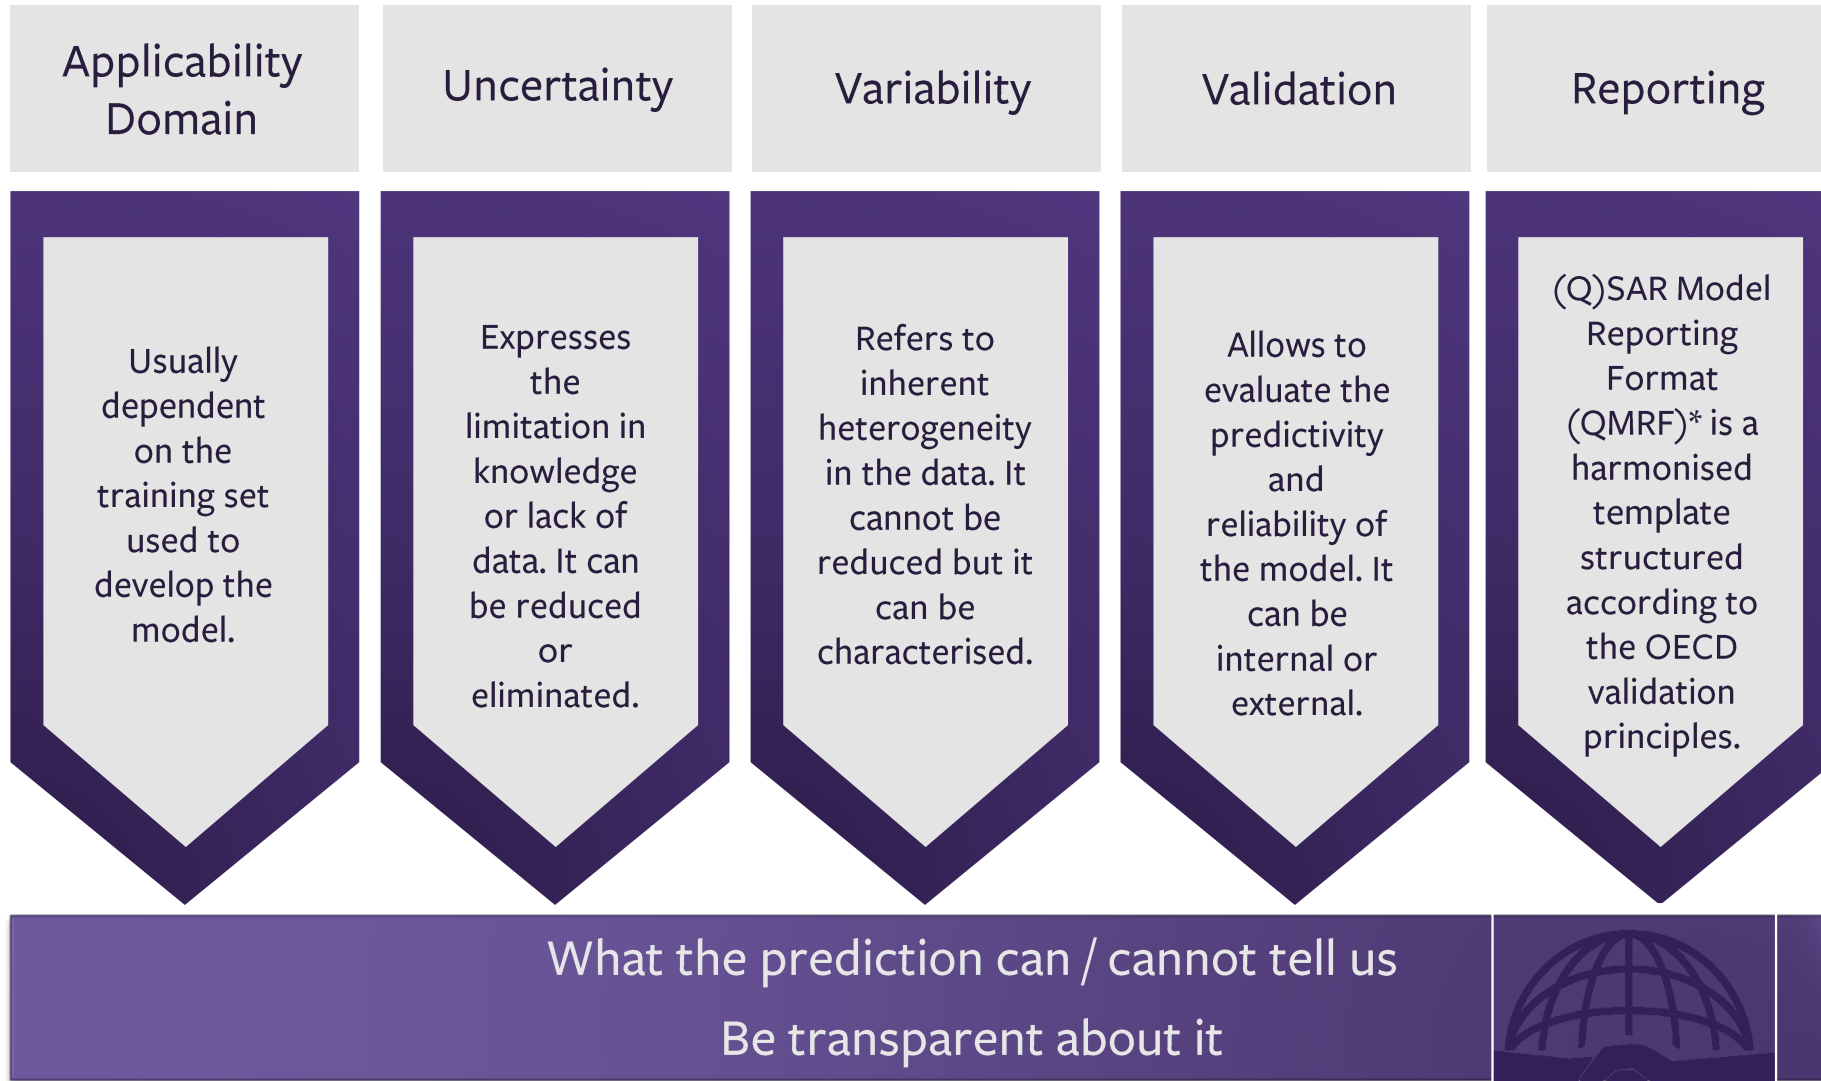 Applicability
Domain
Uncertainty
Variability
Validation
Reporting
Usually
dependent
on the
training set
used to
develop the
model.
Expresses
the
limitation in
knowledge
or lack of
data. It can
be reduced
or
eliminated.
Refers to
inherent
heterogeneity
in the data. It
cannot be
reduced but it
can be
characterised.
Allows to
evaluate the
predictivity
and
reliability of
the model. It
can be
internal or
external.
(Q)SAR Model
Reporting
Format
(QMRF)* is a
harmonised
template
structured
according to
the OECD
validation
principles.
What the prediction can / cannot tell us
Be transparent about it